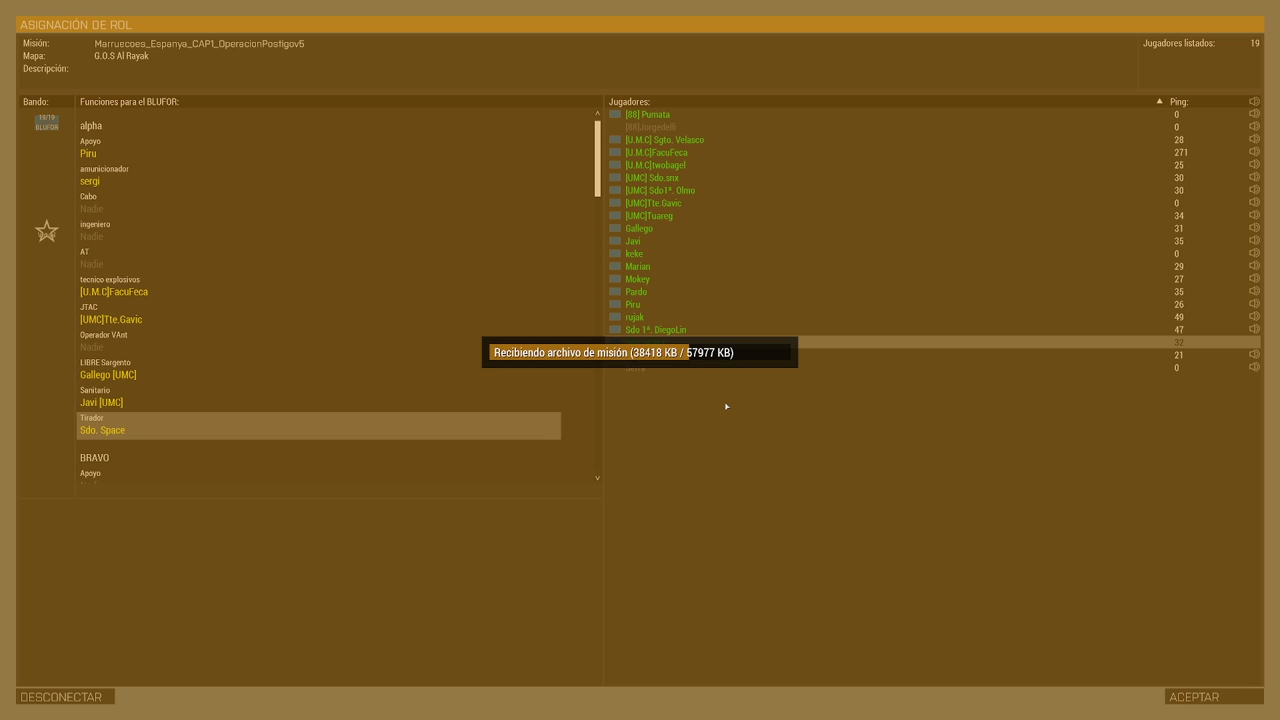 ASIGNACIÓN DE ROL
Misión: Marruecoes_Espanya_CAP1_OperacionPostigov5
Mapa: G.O.S Al Rayak
Descripción:
Jugadores listados: 19
Bando:
19/19
BLUFOR
Funciones para el BLUFOR:
alpha
Apoyo
Piru
amunicionador
sergi
Cabo
Nadie
ingeniero
Nadie
AT
Nadie
tecnico explosivos
[U.M.C]FacuFeca
JTAC
[UMC]Tte.Gavic
Operador VAnt
Nadie
LIBRE Sargento
Gallego [UMC]
Sanitario
Javi [UMC]
Tirador
Sdo. Space
BRAVO
Apoyo
Jugadores: Ping:
[88] Pumata 0
[88]Jorgedelli 0
[U.M.C] Sgto. Velasco 28
[U.M.C]FacuFeca 271
[U.M.C]twobagel 25
[UMC] Sdo.snx 30
[UMC] Sdo1ª. Olmo 30
[UMC]Tte.Gavic 0
[UMC]Tuareg 34
Gallego 31
Javi 35
keke 0
Marian 29
Mokey 27
Pardo 35
Piru 26
rujak 49
Sdo 1ª. DiegoLin 47
32
21
0
Recibiendo archivo de misión (38418 KB / 57977 KB)
DESCONECTAR
ACEPTAR